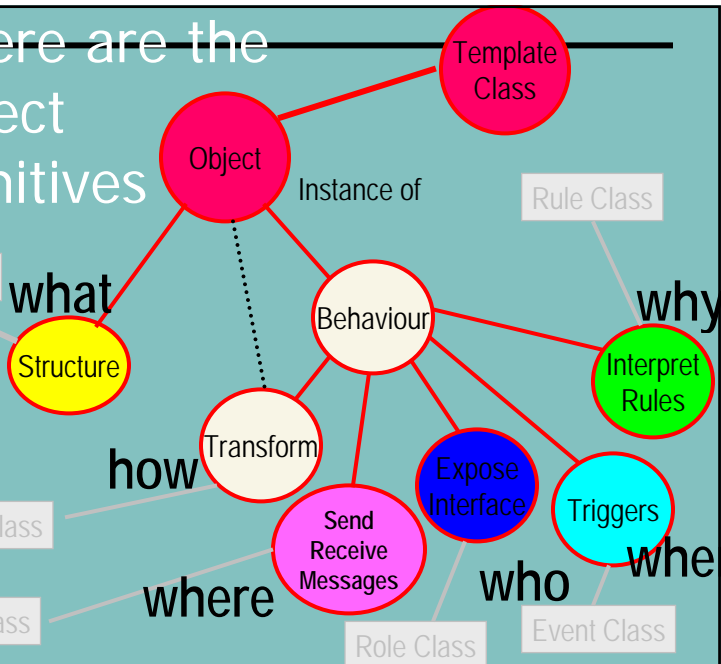 ere are the
ect
nitives
Template
Class
Object
Instance of
Rule Class
what
why
Behaviour
Structure
Interpret
Rules
Transform
how
Expose
Interface
Triggers
Send
Receive
Messages
lass
whe
where
who
ass
Role Class
Event Class